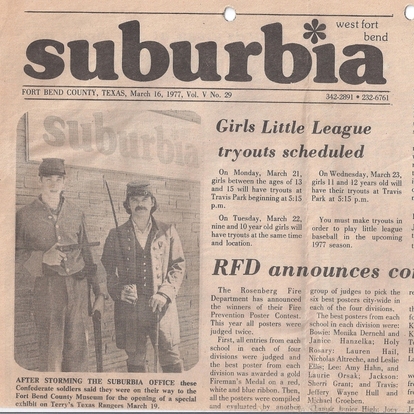 suburbia
west fort
bend
FORT BEND COUNTY, TEXAS, March 16, 1977, Vol. V No. 29
342-2891 • 232-6761
suburbia
AFTER STORMING THE SUBURBIA OFFICE these
Confederate soldiers said they were on their way to the
Fort Bend County Museum for the opening of a special
exhibit on Terry's Texas Rangers March 19.
Girls Little League
tryouts scheduled
On Monday, March 21,
girls between the ages of 13
and 15 will have tryouts at
Travis Park beginning at 5:15
p.m.
On Tuesday, March 22,
nine and 10 year old girls will
have tryouts at the same time
and location.
On Wednesday, March 23,
girls 11 and 12 years old will
have their tryouts at Travis
Park at 5:15 p.m.
You must make tryouts in
order to play little league
baseball in the upcoming
1977 season.
RFD announces co
The Rosenberg Fire
Department has announced
the winners of their Fire
Prevention Poster Contest.
This year all posters were
judged twice.
First, all entries from each
school in each of four
divisions were judged and
the best poster from each
division was awarded a gold
Fireman's Medal on a red,
white and blue ribbon. Then,
all the posters were compiled
and evaluated by
group of judges to pick the
six best posters city-wide in
each of the four divisions.
The best posters from each
school in each division were:
Bowie: Monika Dernehl and
Janice Hanzelka; Holy
Rosary: Lauren Hail,
Nicholas Altreche, and Leslie
Elste; Lee: Amy Hahn, and
Laurie Orsak; Jackson:
Sherri Grant; and Travis:
Jeffery Wayne Hull and
Michael Groeben.
Lamar Junior High: Joey